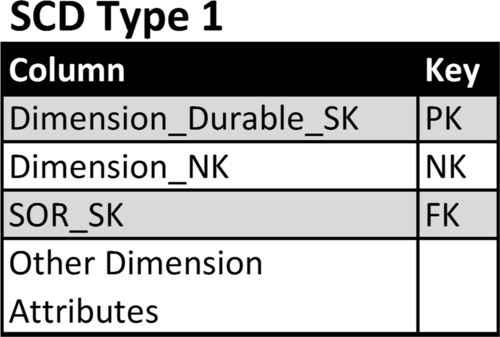 SCD Type 1
Column Key
Dimension_Durable_SK PK
Dimension_NK NK
SOR_SK FK
Other Dimension
Attributes